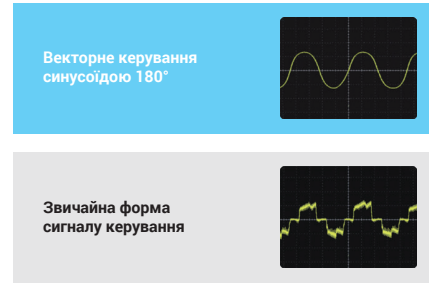 Векторне керування
синусоїдою 180°
Звичайна форма
сигналу керування